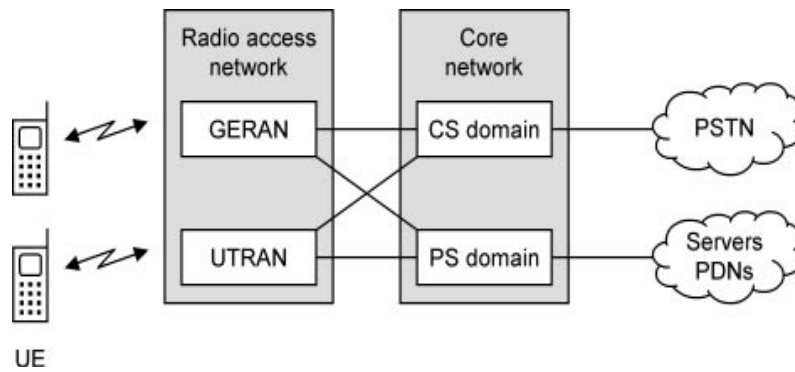 Radio access
network
Core
network
GERAN
CS domain
PSTN
UTRAN
PS domain
Servers
PDNs
UE